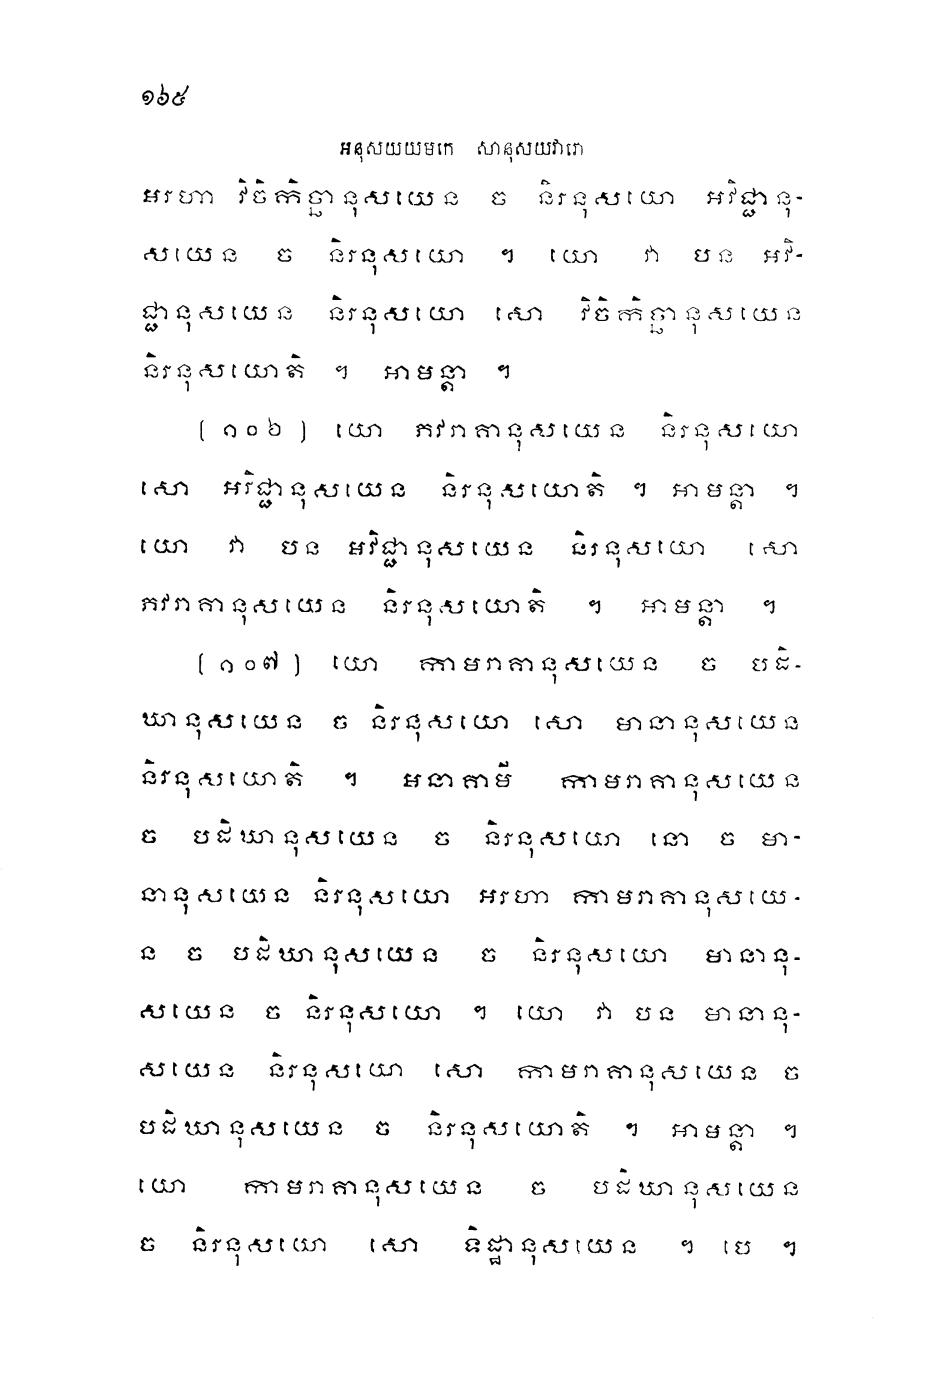 ១៦៥
អនុសយយមកេ សានុសយវារោ
អរហា វិចិកិច្ឆានុសយេន ច និរនុសយោ អវិជ្ជានុ-
សយេន ច និរនុសយោ ។ យោ វា បន អវិ-
ជ្ជានុសយេន និរនុសយោ សោ វិចិកិច្ឆានុសយេន
និរនុសយោតិ ។ អាមន្តា ។
(១០៦) យោ ភវរាគានុសយេន និរនុសយោ
សោ អវិជ្ជានុសយេន និរនុសយោតិ ។ អាមន្តា ។
យោ វា បន អវិជ្ជានុសយេន និរនុសយោ សោ
ភវរាគានុសយេន និរនុសយោតិ ។ អាមន្តា ។
(១០៧) យោ កាមរាគានុសយេន ច បដិ-
ឃានុសយេន ច និរនុសយោ សោ មានានុសយេន
និរនុសយោតិ ។ អនាគាមី កាមរាគានុសយេន
ច បដិឃានុសយេន ច និរនុសយោ នោ ច មា-
នានុសយេន និរនុសយោ អរហា កាមរាគានុសយេ-
ន ច បដិឃានុសយេន ច និរនុសយោ មានានុ-
សយេន ច និរនុសយោ ។ យោ វា បន មានានុ-
សយេន និរនុសយោ សោ កាមរាគានុសយេន ច
បដិឃានុសយេន ច និរនុសយោតិ ។ អាមន្តា ។
យោ កាមរាគានុសយេន ច បដិឃានុសយេន
ច និរនុសយោ សោ ទិដ្ឋានុសយេន ។ បេ ។